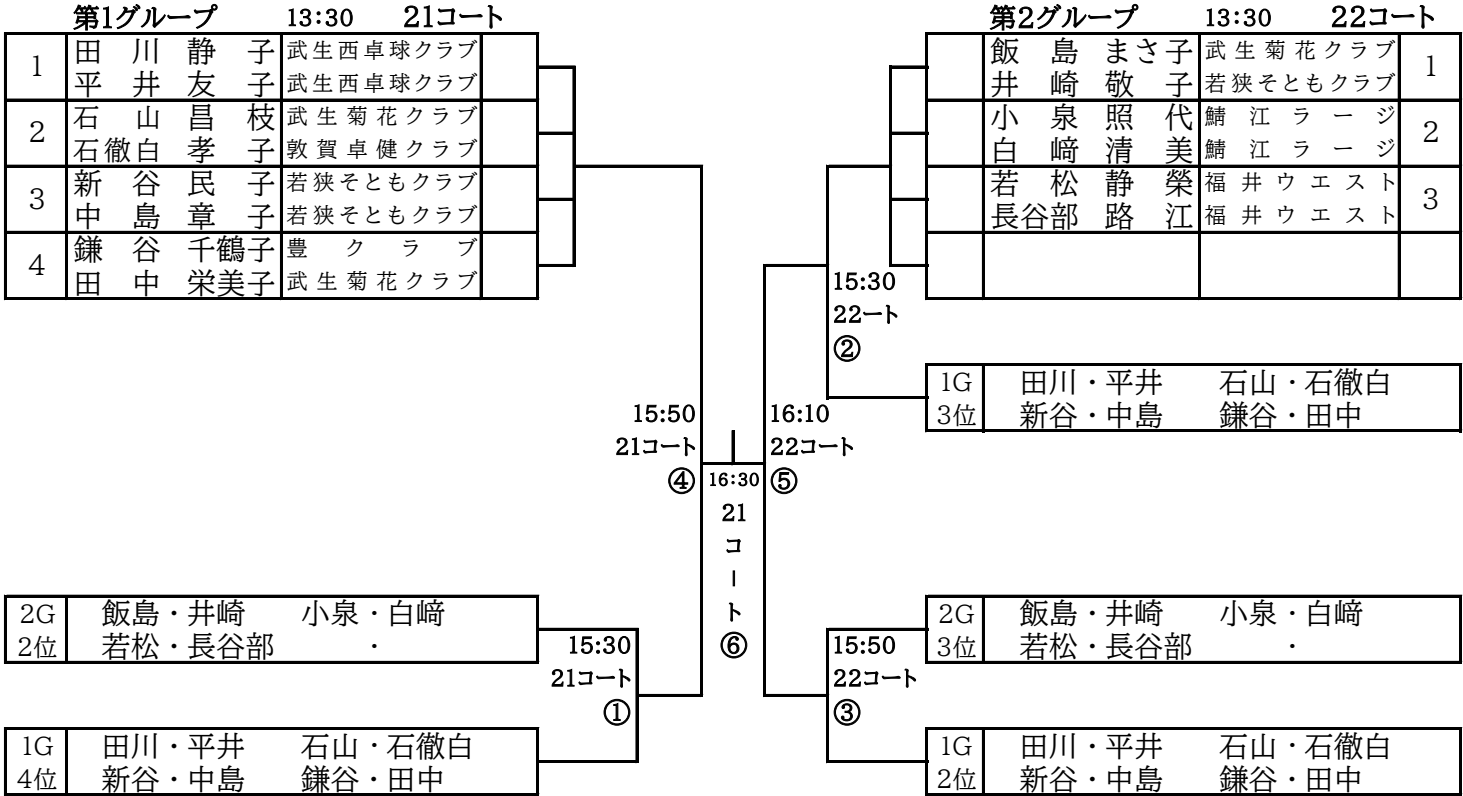 第1グループ 13:30 21コート
1 田川静子 武生西卓球クラブ
平井友子 武生西卓球クラブ
2 石山昌枝 武生菊花クラブ
石徹白孝子 敦賀卓健クラブ
3 新谷民子 若狭そともクラブ
中島章子 若狭そともクラブ
4 鎌谷千鶴子 豊クラブ
田中栄美子 武生菊花クラブ
第2グループ 13:30 22コート
飯島まさ子 武生菊花クラブ 1
井崎敬子 若狭そともクラブ
小泉照代 鯖江ラージ 2
白﨑清美 鯖江ラージ
若松静榮 福井ウエスト 3
長谷部路江 福井ウエスト
15:30
22コート
②
1G 田川・平井 石山・石徹白
3位 新谷・中島 鎌谷・田中
15:50
21コート
④
16:10
22コート
⑤
16:30
21
コ
ー
ト
⑥
2G 飯島・井崎 小泉・白﨑
2位 若松・長谷部 ・
15:30
21コート
①
1G 田川・平井 石山・石徹白
4位 新谷・中島 鎌谷・田中
2G 飯島・井崎 小泉・白﨑
3位 若松・長谷部 ・
15:50
22コート
③
1G 田川・平井 石山・石徹白
2位 新谷・中島 鎌谷・田中